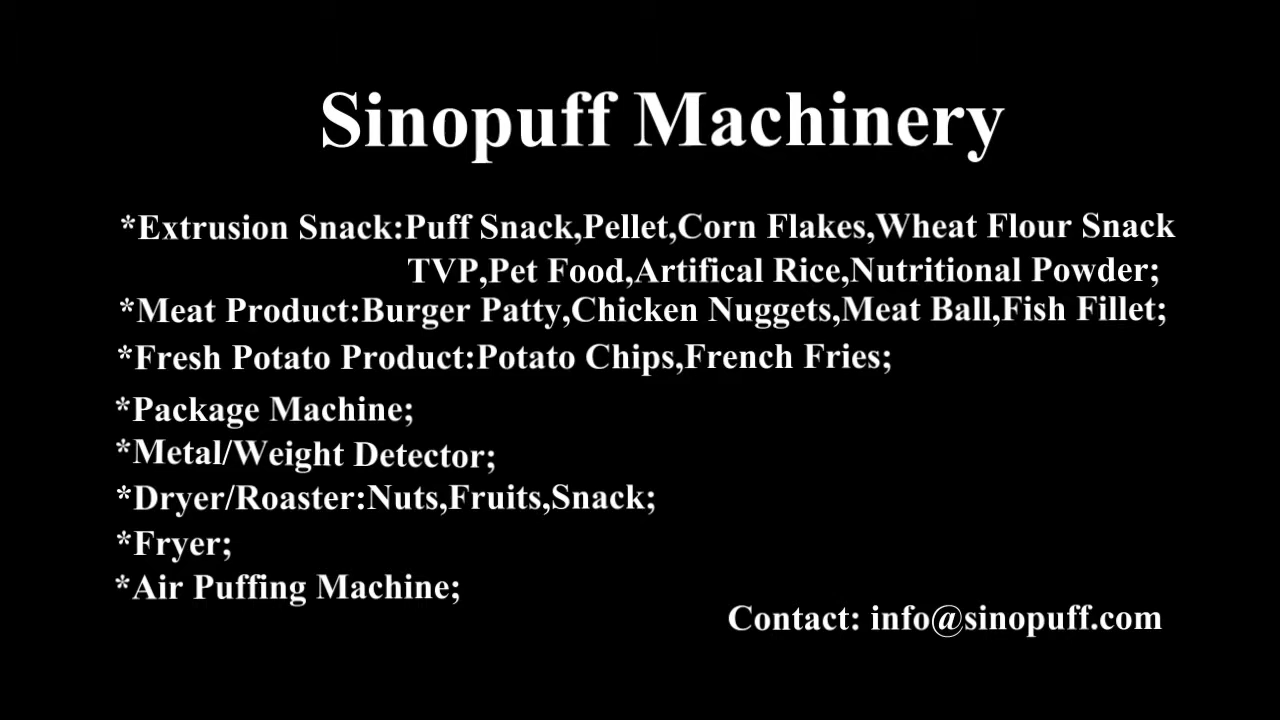 Sinopuff Machinery
*Extrusion Snack:Puff Snack,Pellet,Corn Flakes,Wheat Flour Snack
TVP,Pet Food,Artifical Rice,Nutritional Powder;
*Meat Product:Burger Patty,Chicken Nuggets,Meat Ball,Fish Fillet;
*Fresh Potato Product:Potato Chips,French Fries;
*Package Machine;
*Metal/Weight Detector;
*Dryer/Roaster:Nuts,Fruits,Snack;
*Fryer;
*Air Puffing Machine;
Contact: info@sinopuff.com